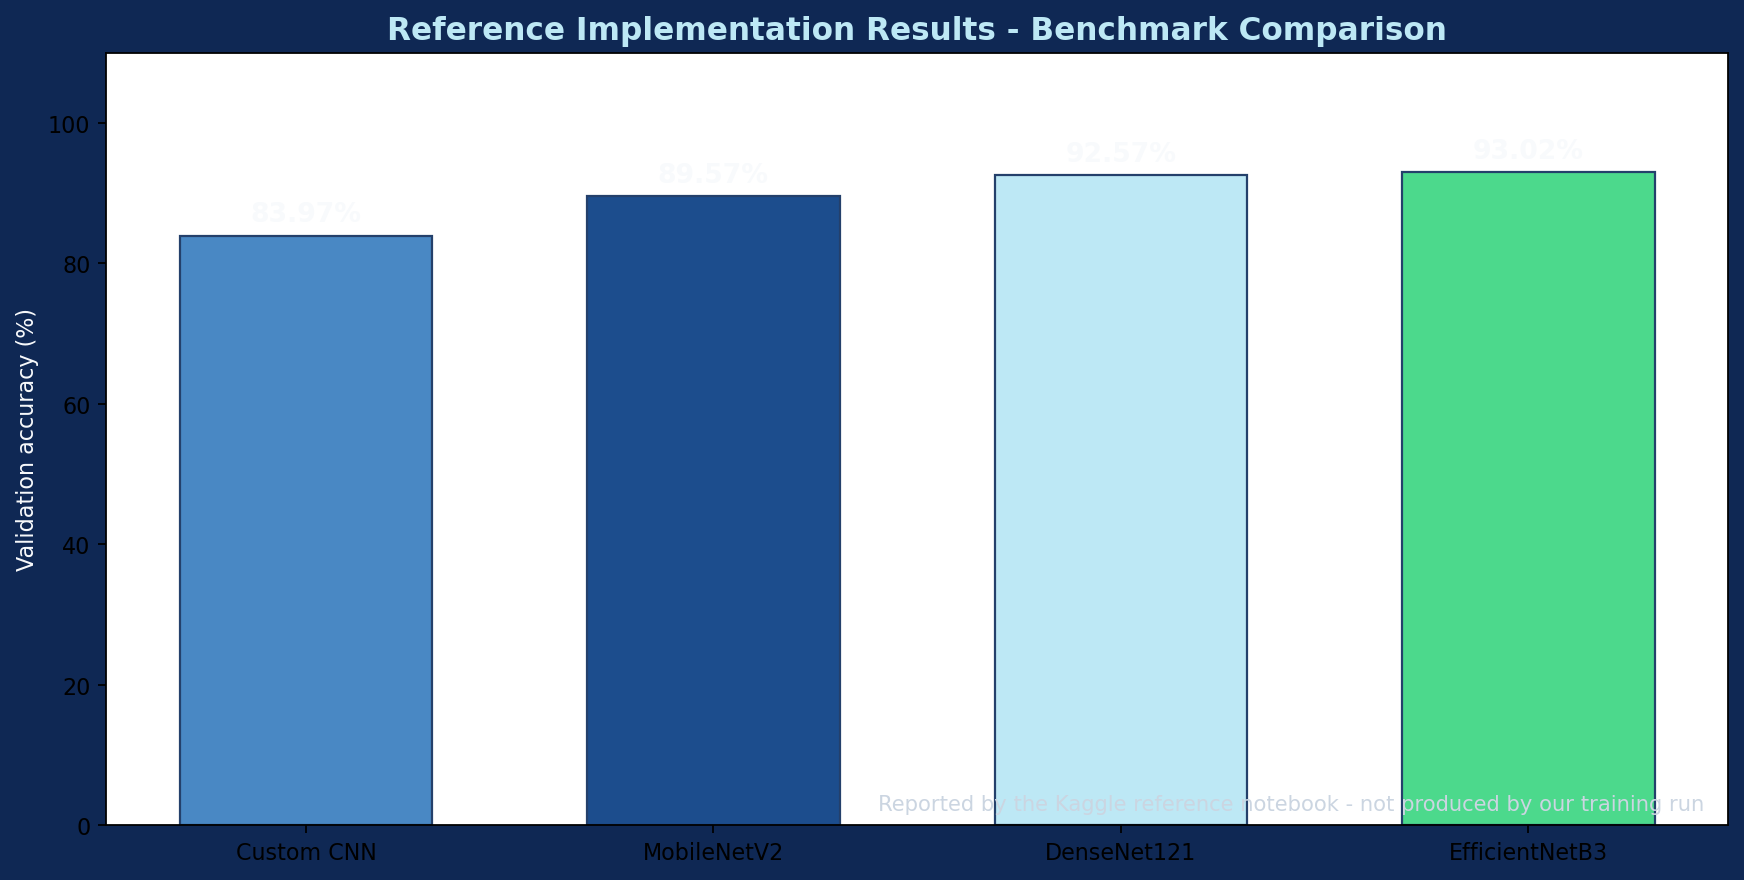 Reference Implementation Results - Benchmark Comparison
Validation accuracy (%)
100
80
60
40
20
0
83.97%
89.57%
92.57%
93.02%
Reported by the Kaggle reference notebook - not produced by our training run
Custom CNN
MobileNetV2
DenseNet121
EfficientNetB3